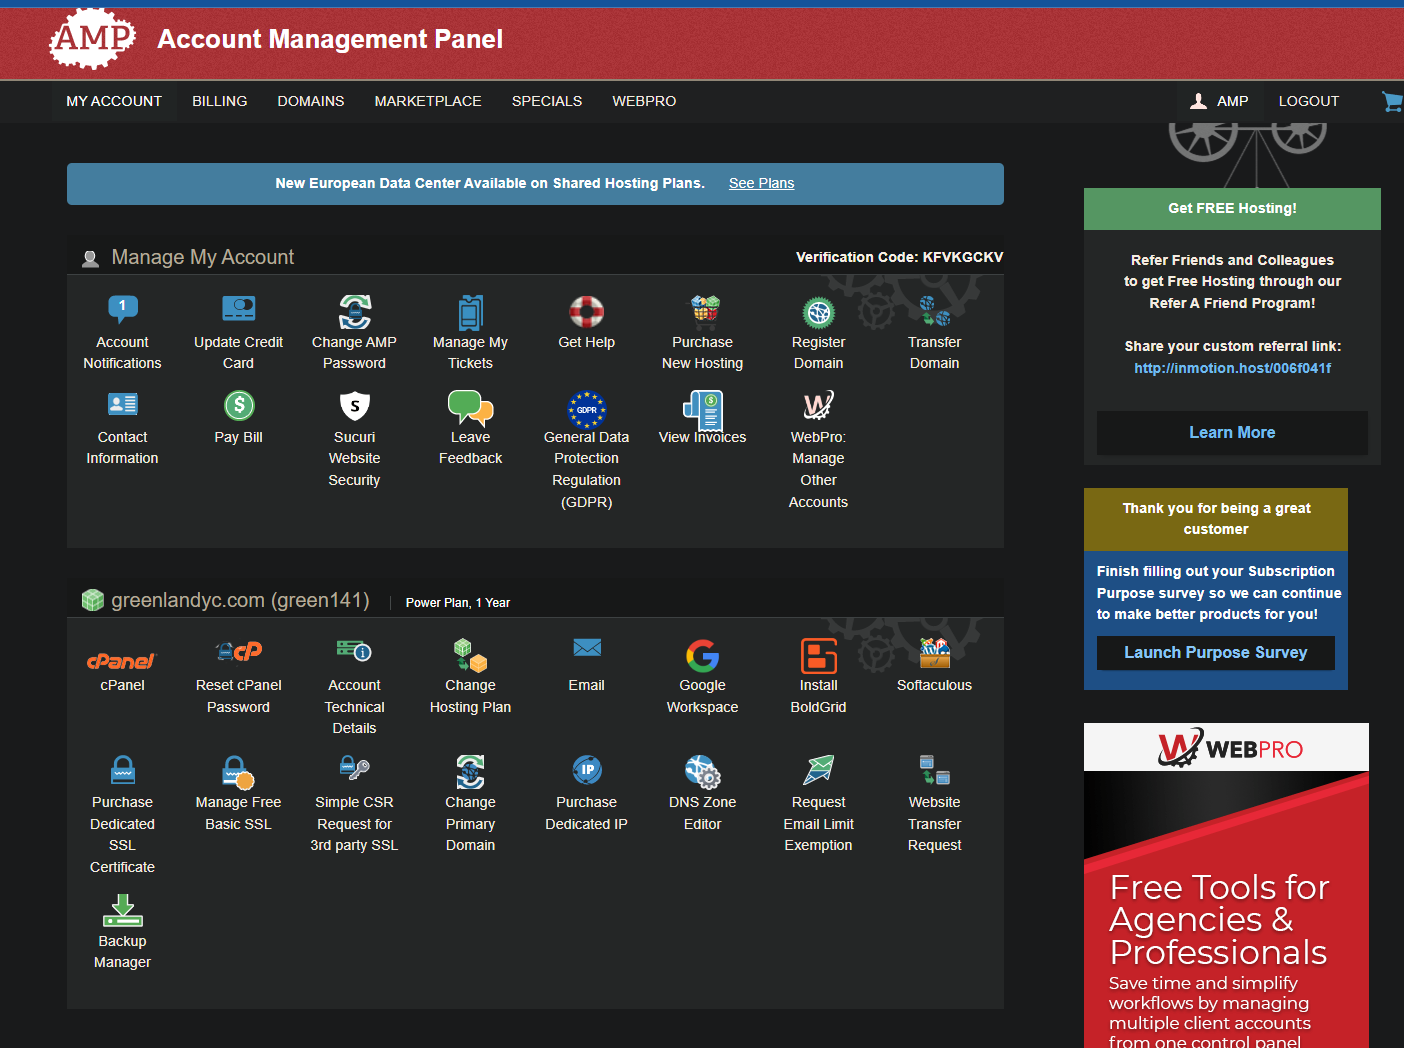 AMP
Account Management Panel
MY ACCOUNT
BILLING
DOMAINS
MARKETPLACE
SPECIALS
WEBPRO
AMP
LOGOUT
New European Data Center Available on Shared Hosting Plans. See Plans
Manage My Account
Verification Code: KFVKGCKV
1
Account
Notifications
Update Credit
Card
Change AMP
Password
Manage My
Tickets
Get Help
Purchase
New Hosting
Register
Domain
Transfer
Domain
Contact
Information
$
Pay Bill
S
Sucuri
Website
Security
Leave
Feedback
GDPR
General Data
Protection
Regulation
(GDPR)
$
View Invoices
W
WebPro:
Manage
Other
Accounts
greenlandyc.com (green141)
Power Plan, 1 Year
cPanel
cPanel
cP
Reset cPanel
Password
i
Account
Technical
Details
Change
Hosting Plan
Email
G
Google
Workspace
Install
BoldGrid
Softaculous
Purchase
Dedicated
SSL
Certificate
Manage Free
Basic SSL
Simple CSR
Request for
3rd party SSL
Change
Primary
Domain
IP
Purchase
Dedicated IP
DNS Zone
Editor
Request
Email Limit
Exemption
Website
Transfer
Request
Backup
Manager
Get FREE Hosting!
Refer Friends and Colleagues
to get Free Hosting through our
Refer A Friend Program!
Share your custom referral link:
http://inmotion.host/006f041f
Learn More
Thank you for being a great
customer
Finish filling out your Subscription
Purpose survey so we can continue
to make better products for you!
Launch Purpose Survey
W WEBPRO
Free Tools for
Agencies &
Professionals
Save time and simplify
workflows by managing
multiple client accounts
from one control panel